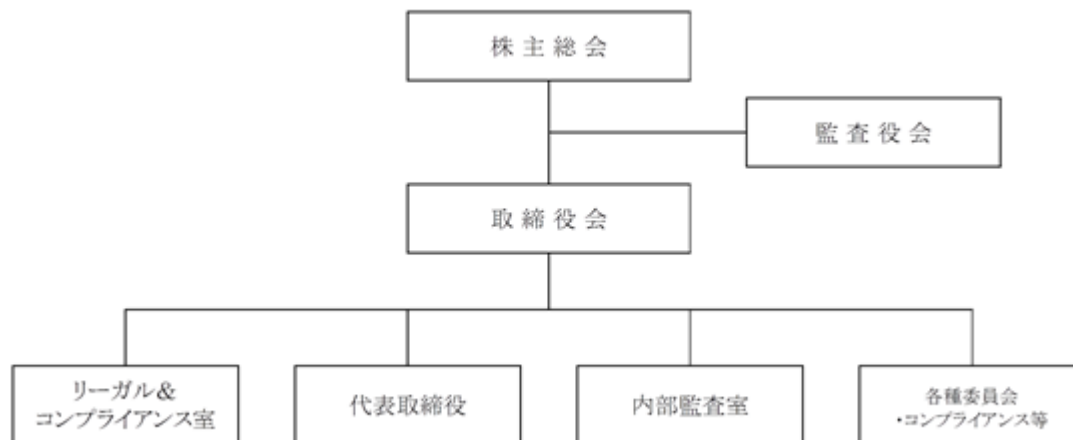 株主総会
監査役会
取締役会
リーガル&
コンプライアンス室
代表取締役
内部監査室
各種委員会
・コンプライアンス等